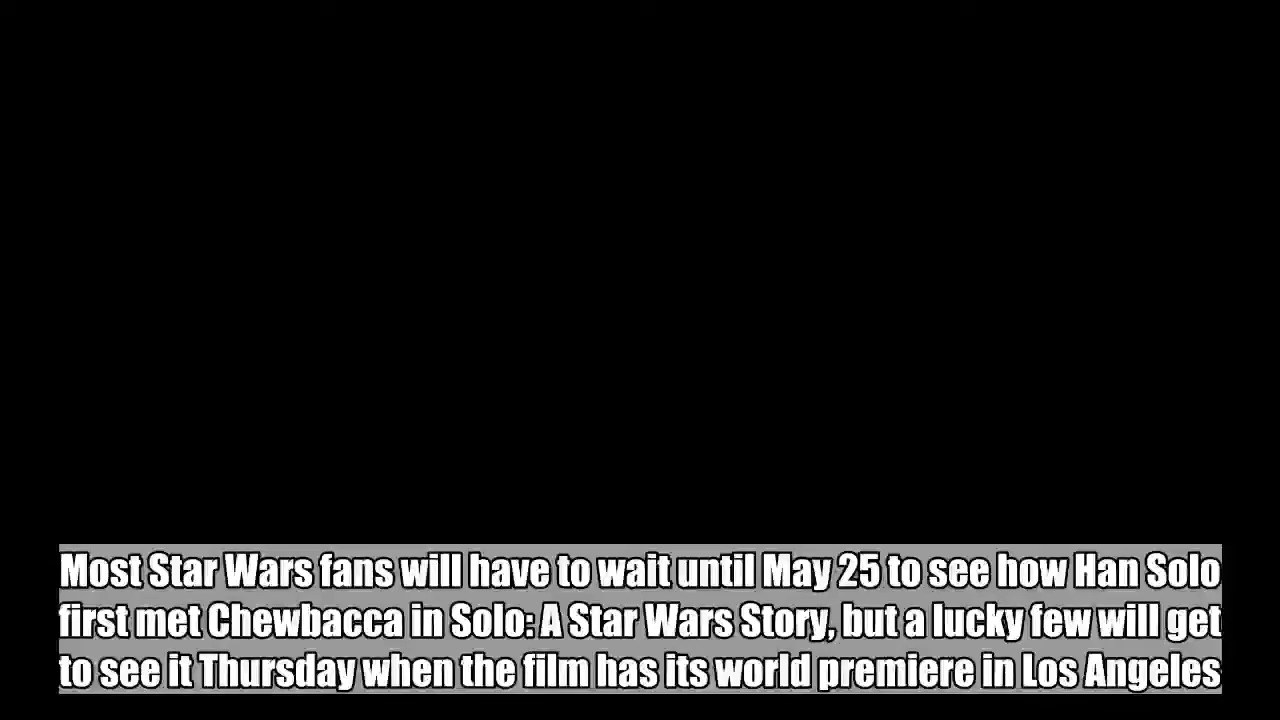 Most Star Wars fans will have to wait until May 25 to see how Han Solo
first met Chewbacca in Solo: A Star Wars Story, but a lucky few will get
to see it Thursday when the film has its world premiere in Los Angeles